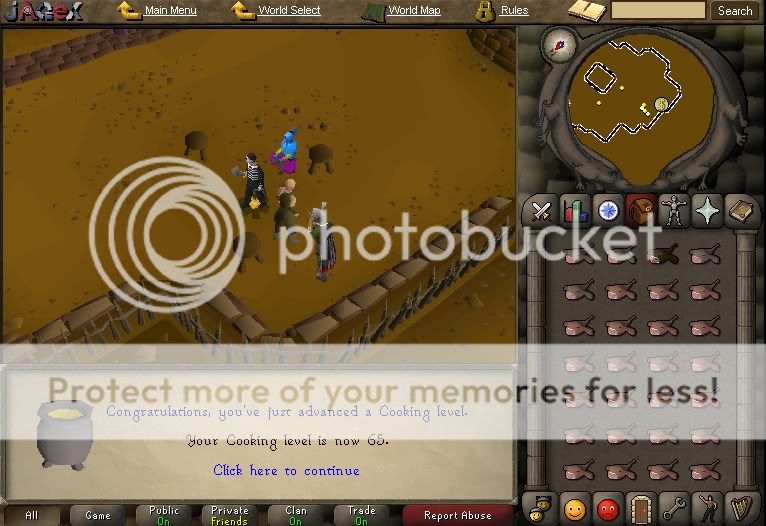 JAGEX
Main Menu
World Select
World Map
Rules
Search
photobucket
Protect more of your memories for less!
Congratulations, you've just advanced a Cooking level.
Your Cooking level is now 65.
Click here to continue
All
Game
Public
On
Private
Friends
Clan
On
Trade
On
Report Abuse